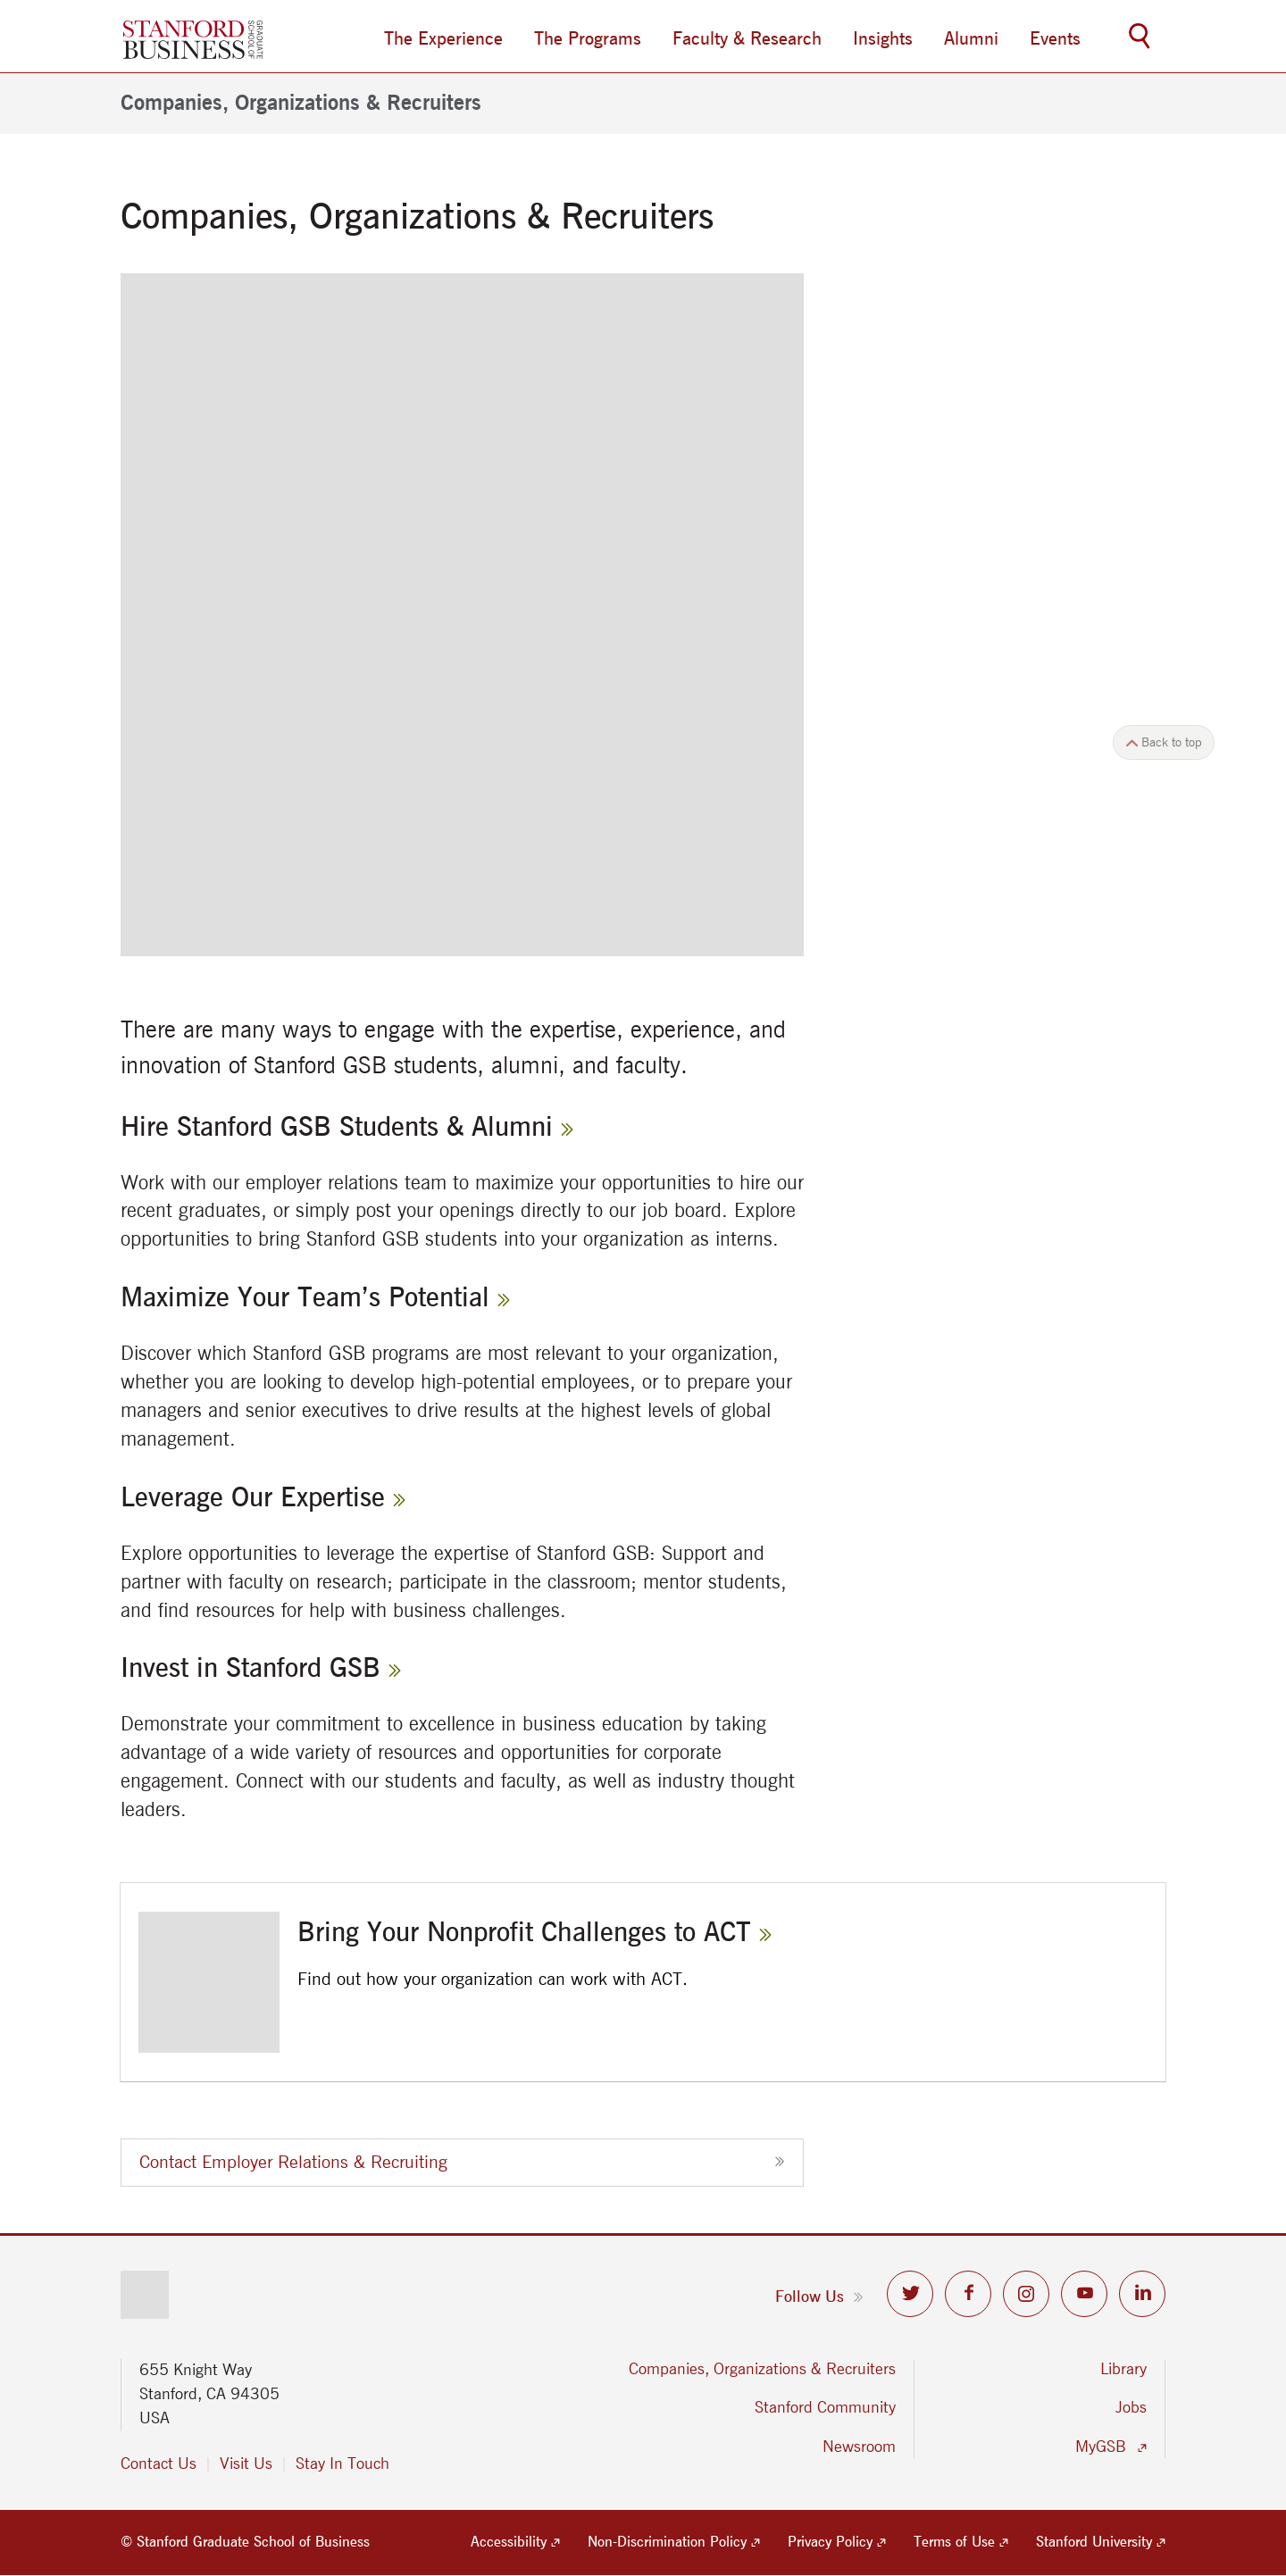 STANFORD
BUSINESS
GRADUATE
SCHOOL OF
The Experience
The Programs
Faculty & Research
Insights
Alumni
Events
Companies, Organizations & Recruiters
Companies, Organizations & Recruiters
Back to top
There are many ways to engage with the expertise, experience, and
innovation of Stanford GSB students, alumni, and faculty.
Hire Stanford GSB Students & Alumni
Work with our employer relations team to maximize your opportunities to hire our
recent graduates, or simply post your openings directly to our job board. Explore
opportunities to bring Stanford GSB students into your organization as interns.
Maximize Your Team’s Potential
Discover which Stanford GSB programs are most relevant to your organization,
whether you are looking to develop high-potential employees, or to prepare your
managers and senior executives to drive results at the highest levels of global
management.
Leverage Our Expertise
Explore opportunities to leverage the expertise of Stanford GSB: Support and
partner with faculty on research; participate in the classroom; mentor students,
and find resources for help with business challenges.
Invest in Stanford GSB
Demonstrate your commitment to excellence in business education by taking
advantage of a wide variety of resources and opportunities for corporate
engagement. Connect with our students and faculty, as well as industry thought
leaders.
Bring Your Nonprofit Challenges to ACT
Find out how your organization can work with ACT.
Contact Employer Relations & Recruiting
Follow Us
655 Knight Way
Stanford, CA 94305
USA
Contact Us
Visit Us
Stay In Touch
Companies, Organizations & Recruiters
Stanford Community
Newsroom
Library
Jobs
MyGSB
© Stanford Graduate School of Business
Accessibility
Non-Discrimination Policy
Privacy Policy
Terms of Use
Stanford University